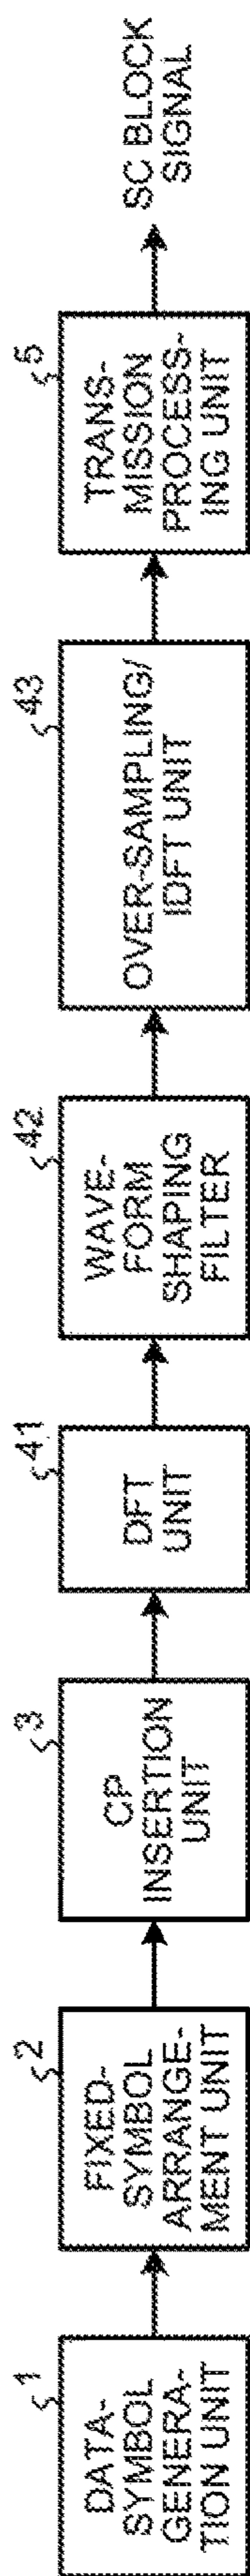 1
DATA-
SYMBOL
GENERA-
TION UNIT
2
FIXED-
SYMBOL
ARRANGE-
MENT UNIT
3
CP
INSERTION
UNIT
41
DFT
UNIT
42
WAVE-
FORM
SHAPING
FILTER
43
OVER-SAMPLING/
IDFT UNIT
5
TRANS-
MISSION
PROCESS-
ING UNIT
SC BLOCK
SIGNAL